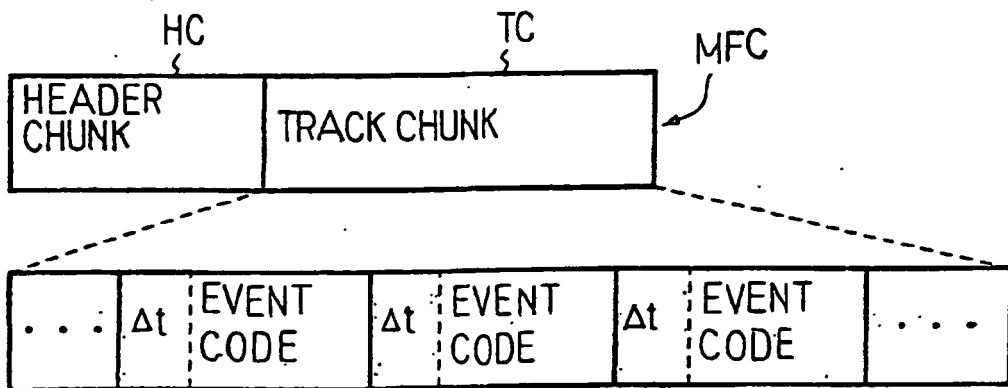 HC
TC
MFC
HEADER
CHUNK
TRACK CHUNK
... Δt EVENT CODE Δt EVENT CODE Δt EVENT CODE ...